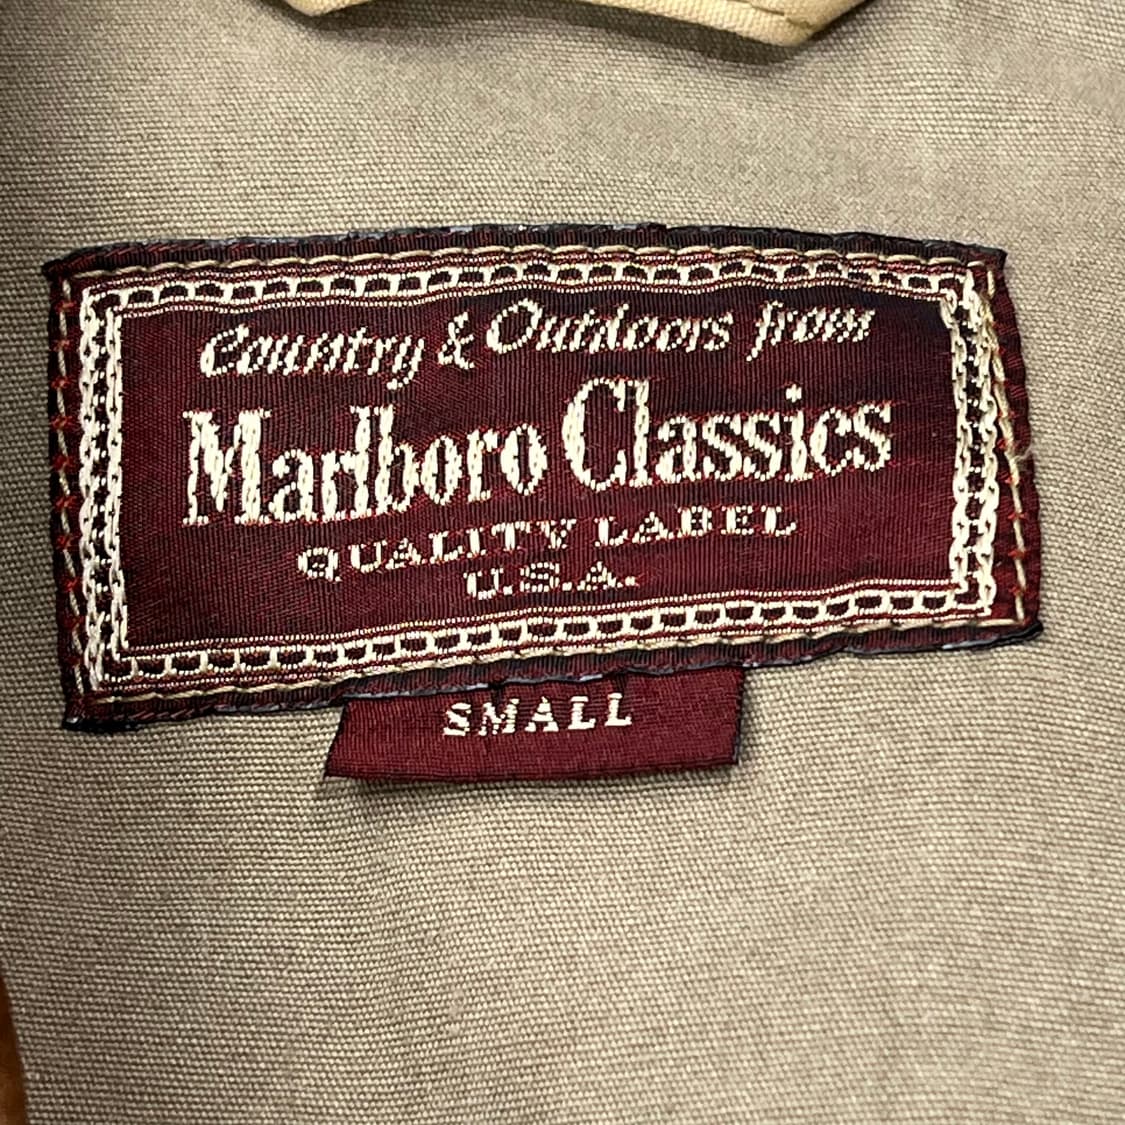 Country & Outdoors from
Marlboro Classics
QUALITY LABEL
U.S.A.
SMALL